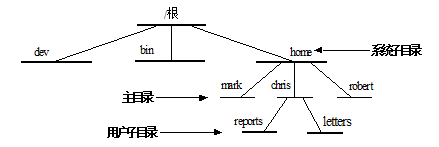 /根
dev
bin
home
系统子目录
主目录
mark
chris
robert
用户子目录
reports
letters